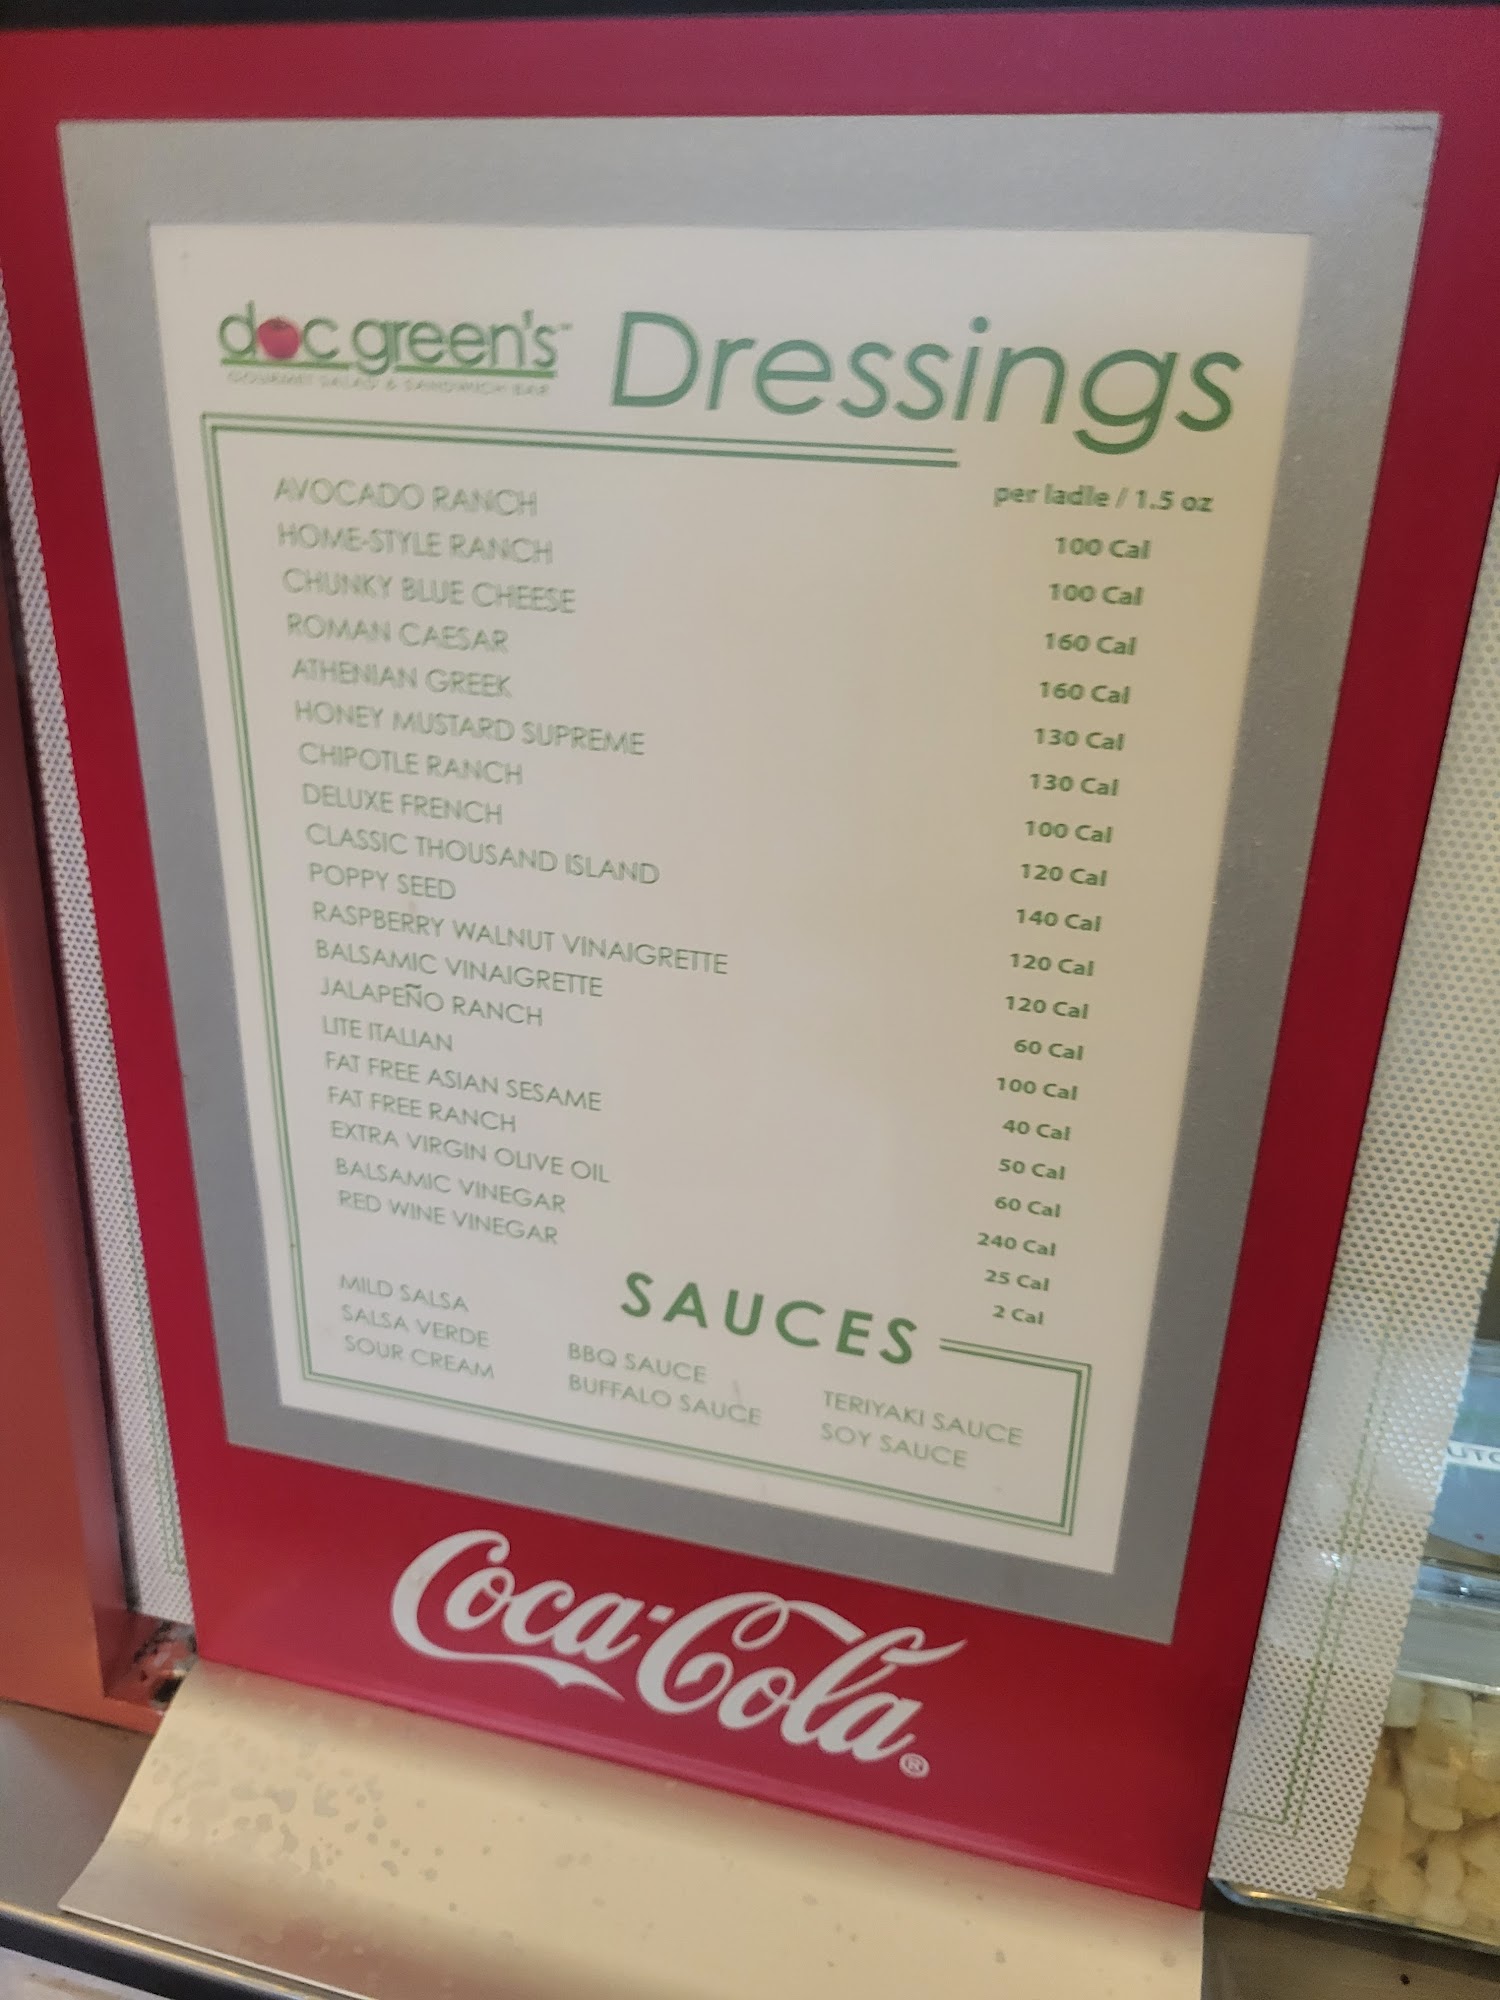 doc green's™ Dressings
GOURMET SALAD & SANDWICH BAR
per ladle / 1.5 oz
AVOCADO RANCH 100 Cal
HOME-STYLE RANCH 100 Cal
CHUNKY BLUE CHEESE 160 Cal
ROMAN CAESAR 160 Cal
ATHENIAN GREEK 130 Cal
HONEY MUSTARD SUPREME 130 Cal
CHIPOTLE RANCH 100 Cal
DELUXE FRENCH 120 Cal
CLASSIC THOUSAND ISLAND 140 Cal
POPPY SEED 120 Cal
RASPBERRY WALNUT VINAIGRETTE 120 Cal
BALSAMIC VINAIGRETTE 60 Cal
JALAPEÑO RANCH 100 Cal
LITE ITALIAN 40 Cal
FAT FREE ASIAN SESAME 50 Cal
FAT FREE RANCH 60 Cal
EXTRA VIRGIN OLIVE OIL 240 Cal
BALSAMIC VINEGAR 25 Cal
RED WINE VINEGAR 2 Cal
SAUCES
MILD SALSA
SALSA VERDE
SOUR CREAM
BBQ SAUCE
BUFFALO SAUCE
TERIYAKI SAUCE
SOY SAUCE
Coca-Cola®